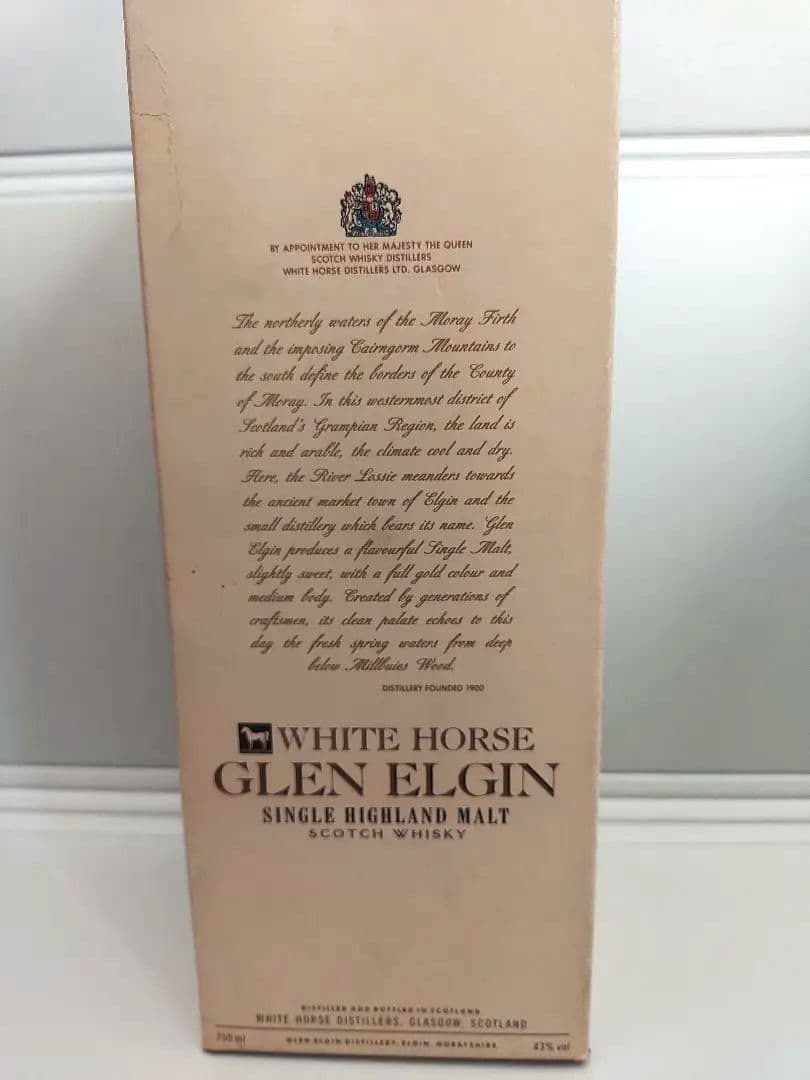 BY APPOINTMENT TO HER MAJESTY THE QUEEN
SCOTCH WHISKY DISTILLERS
WHITE HORSE DISTILLERS LTD. GLASGOW
The northerly waters of the Moray Firth
and the imposing Cairngorm Mountains to
the south define the borders of the County
of Moray. In this westernmost district of
Scotland's Grampian Region, the land is
rich and arable, the climate cool and dry.
Here, the River Lossie meanders towards
the ancient market town of Elgin and the
small distillery which bears its name. Glen
Elgin produces a flavourful Single Malt,
slightly sweet, with a full gold colour and
medium body. Created by generations of
craftsmen, its clean palate echoes to this
day the fresh spring waters from deep
below Millbuies Wood.
DISTILLERY FOUNDED 1900
WHITE HORSE
GLEN ELGIN
SINGLE HIGHLAND MALT
SCOTCH WHISKY
DISTILLED AND BOTTLED IN SCOTLAND
WHITE HORSE DISTILLERS, GLASGOW, SCOTLAND
750 ml GLEN ELGIN DISTILLERY, ELGIN, MORAYSHIRE 43% vol